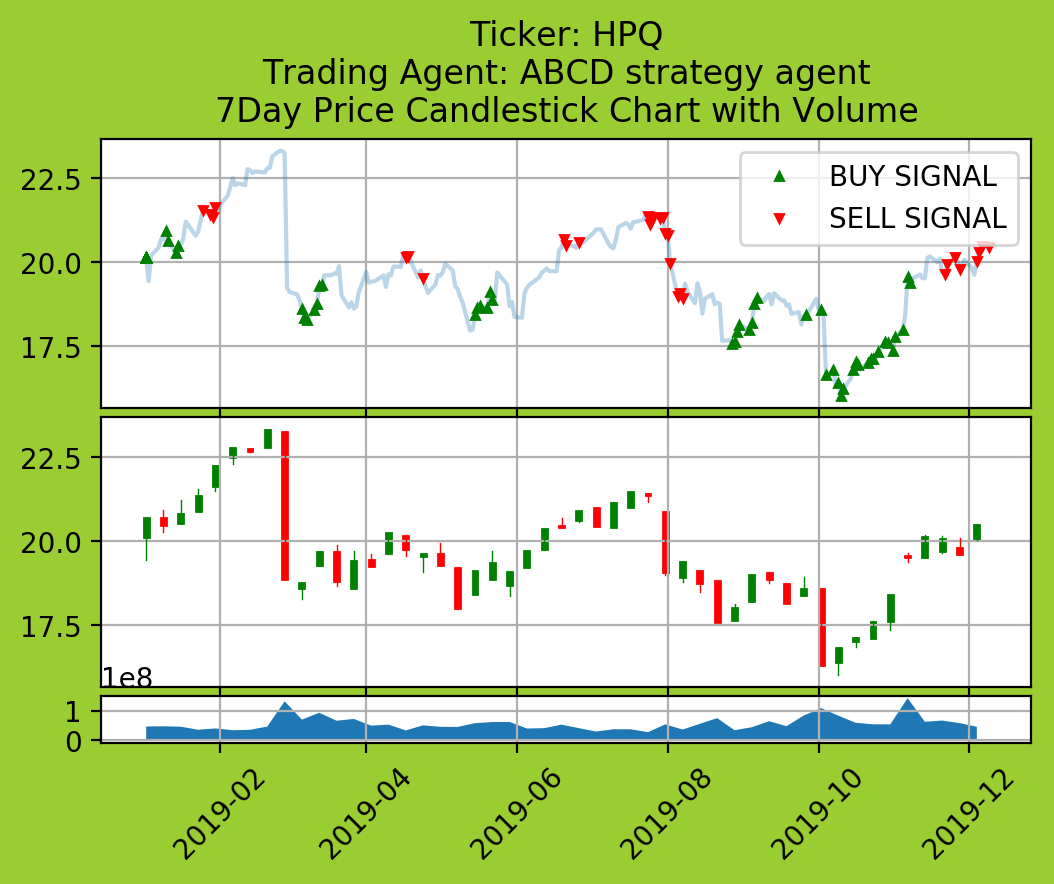 Ticker: HPQ
Trading Agent: ABCD strategy agent
7Day Price Candlestick Chart with Volume
22.5
20.0
17.5
BUY SIGNAL
SELL SIGNAL
22.5
20.0
17.5
1e8
1
0
2019-02
2019-04
2019-06
2019-08
2019-10
2019-12